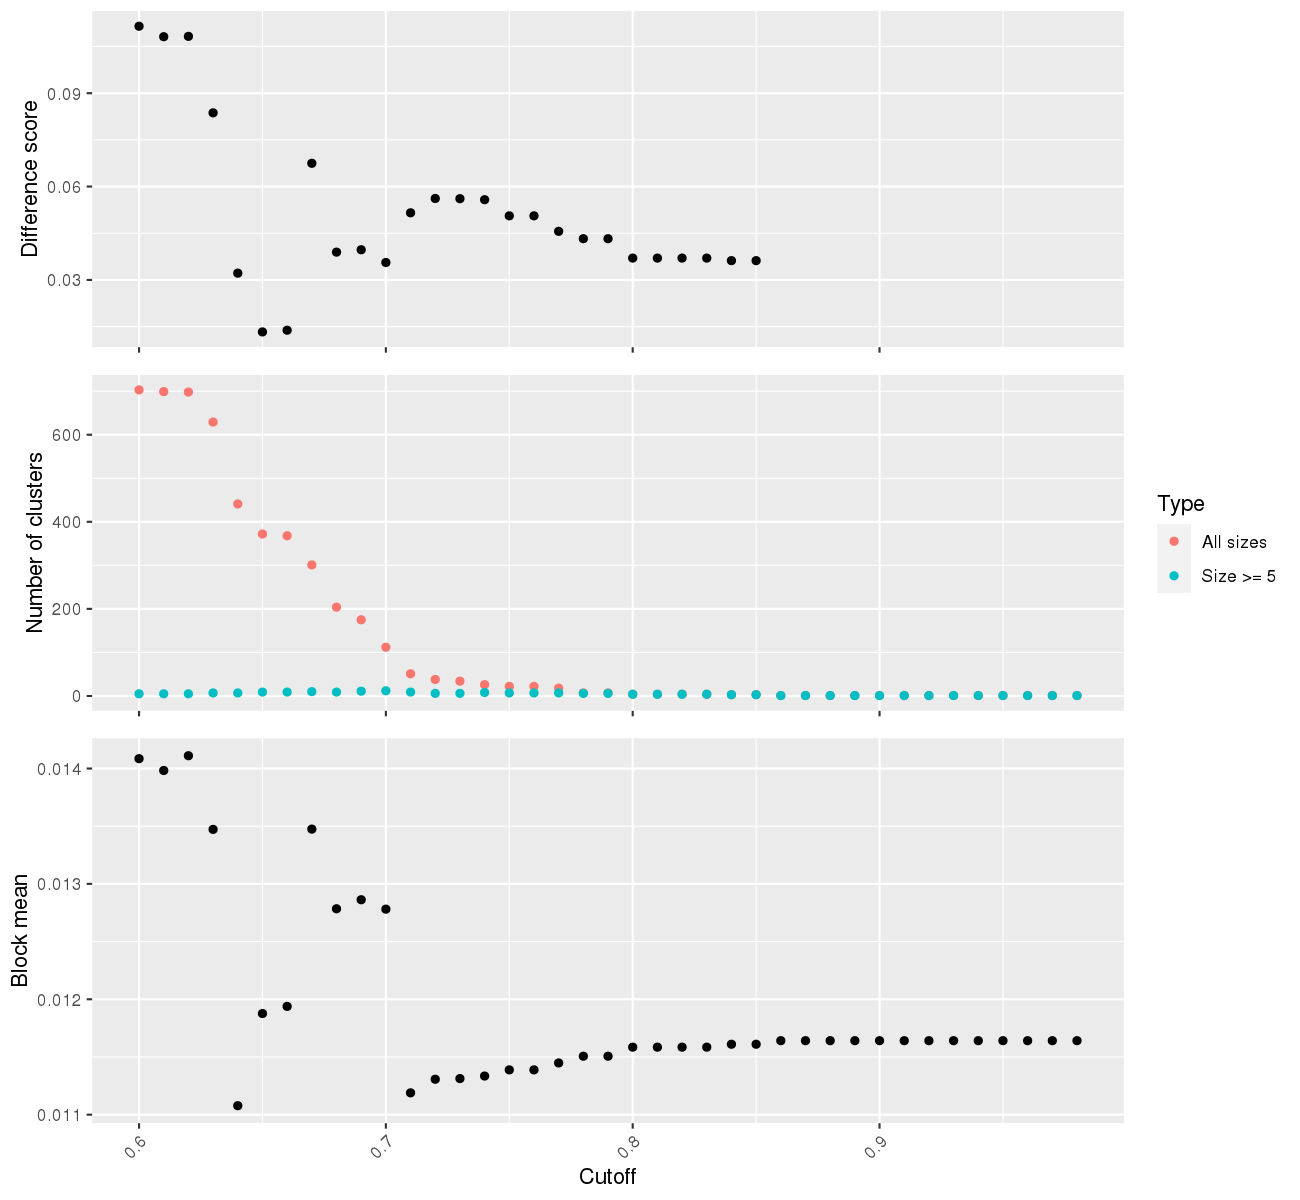 Difference score
0.09
0.06
0.03
Number of clusters
600
400
200
0
Type
All sizes
Size >= 5
Block mean
0.014
0.013
0.012
0.011
0.6
0.7
0.8
0.9
Cutoff